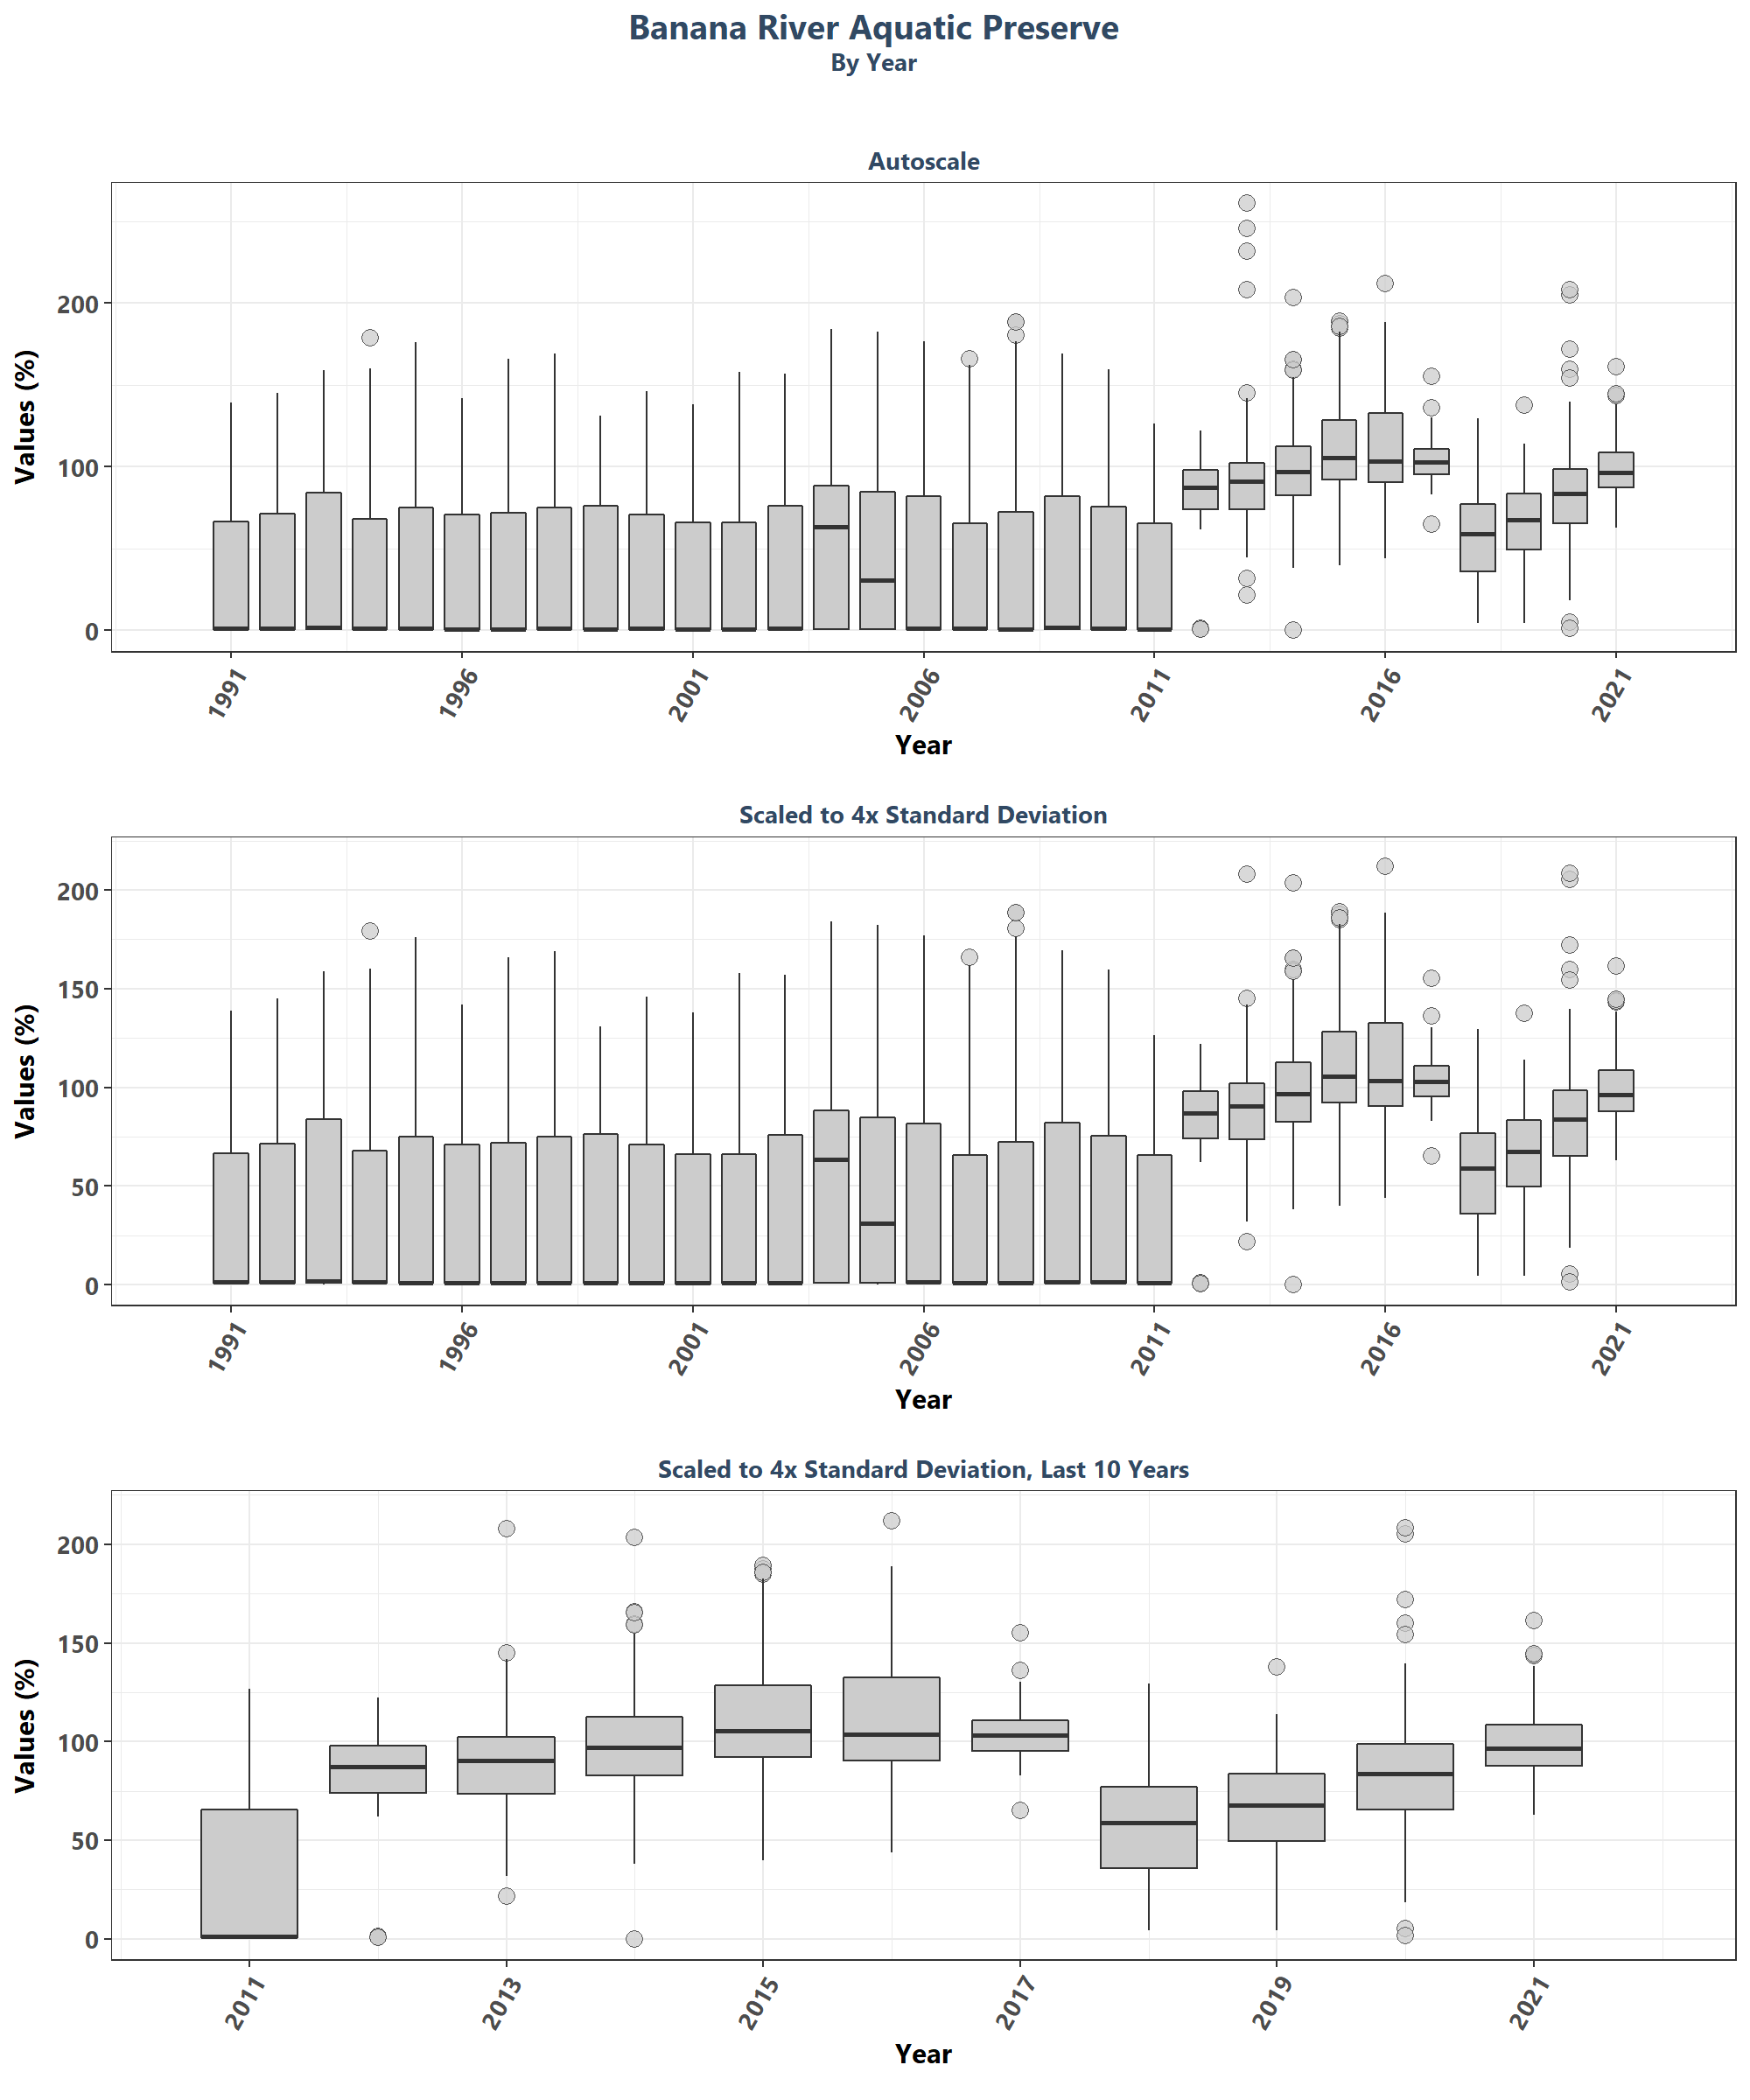 Banana River Aquatic Preserve
By Year
Autoscale
Values (%)
200
100
0
1991 1996 2001 2006 2011 2016 2021
Year
Scaled to 4x Standard Deviation
Values (%)
200
150
100
50
0
1991 1996 2001 2006 2011 2016 2021
Year
Scaled to 4x Standard Deviation, Last 10 Years
Values (%)
200
150
100
50
0
2011 2013 2015 2017 2019 2021
Year